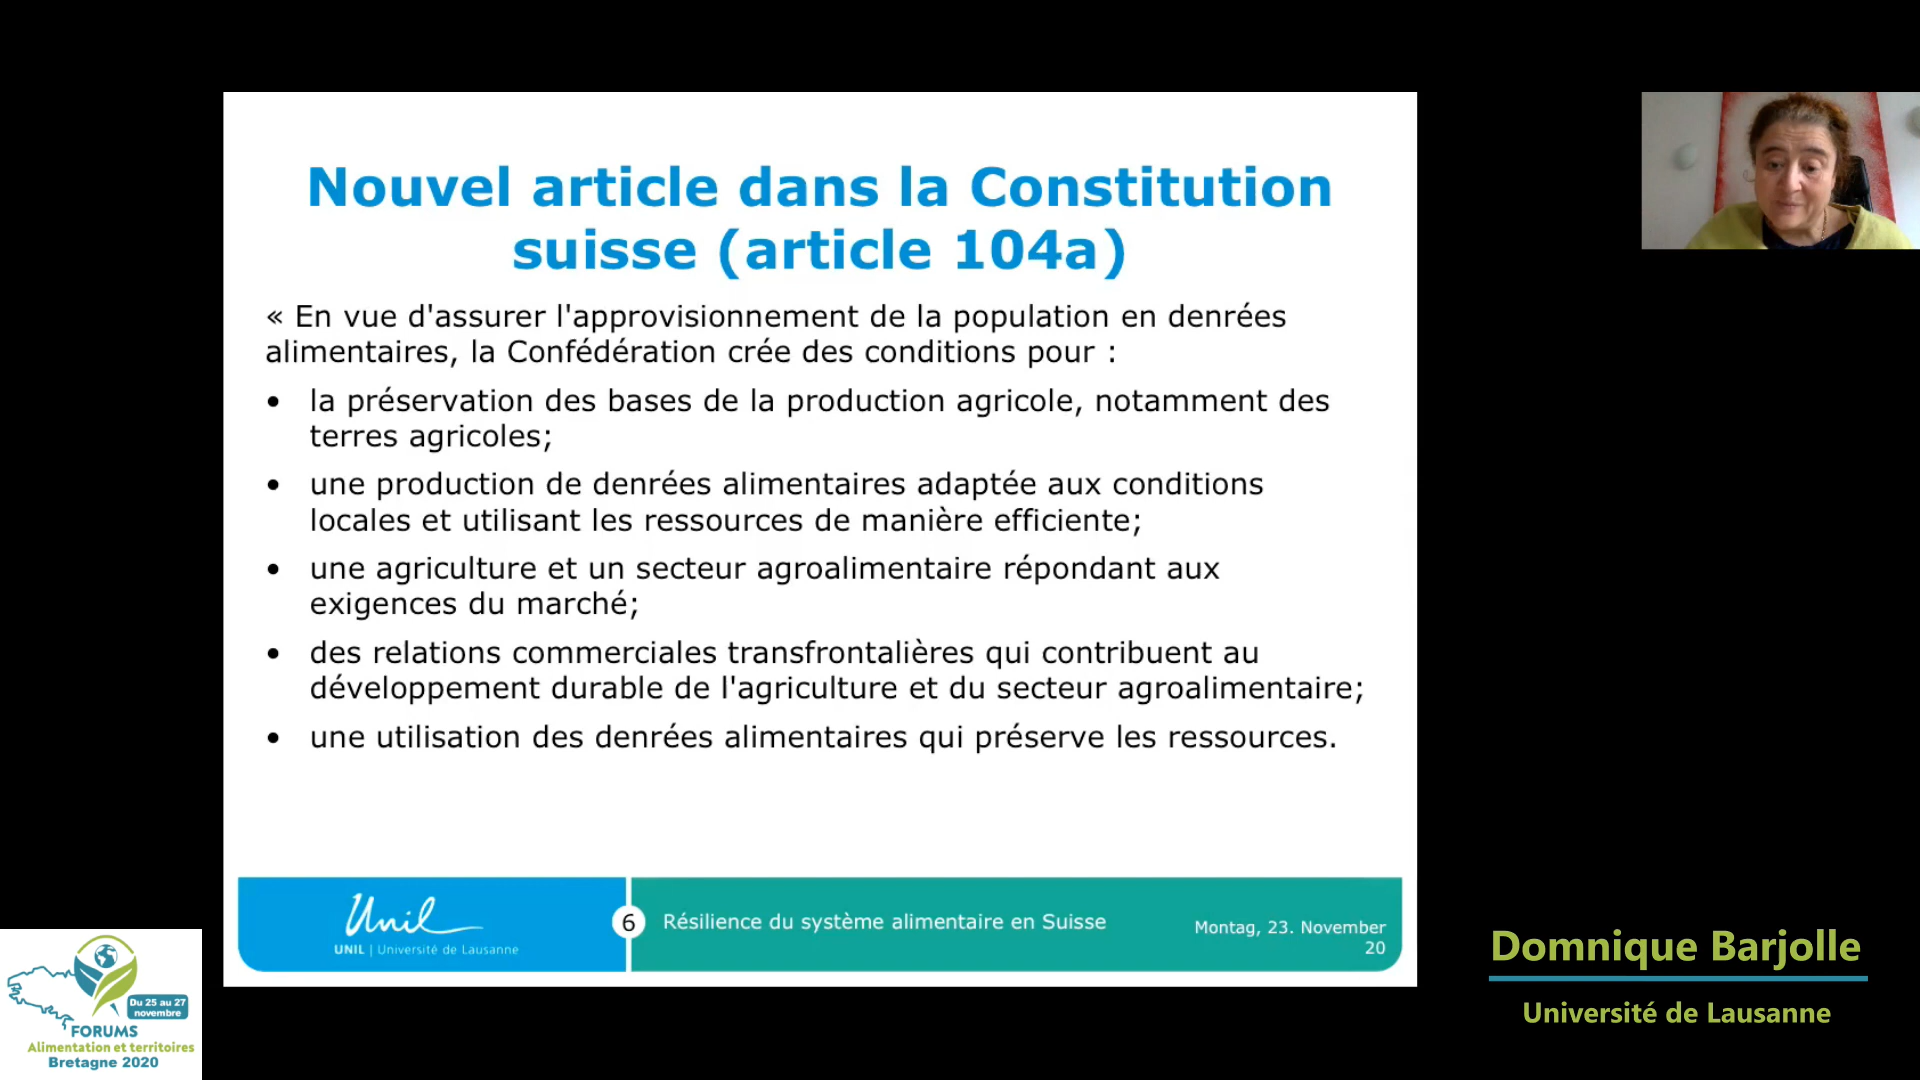 Nouvel article dans la Constitution
suisse (article 104a)
« En vue d'assurer l'approvisionnement de la population en denrées
alimentaires, la Confédération crée des conditions pour :
• la préservation des bases de la production agricole, notamment des
terres agricoles;
• une production de denrées alimentaires adaptée aux conditions
locales et utilisant les ressources de manière efficiente;
• une agriculture et un secteur agroalimentaire répondant aux
exigences du marché;
• des relations commerciales transfrontalières qui contribuent au
développement durable de l'agriculture et du secteur agroalimentaire;
• une utilisation des denrées alimentaires qui préserve les ressources.
Unil
UNIL | Université de Lausanne
6
Résilience du système alimentaire en Suisse
Montag, 23. November
20
Domnique Barjolle
Université de Lausanne
Du 25 au 27
novembre
FORUMS
Alimentation et territoires
Bretagne 2020